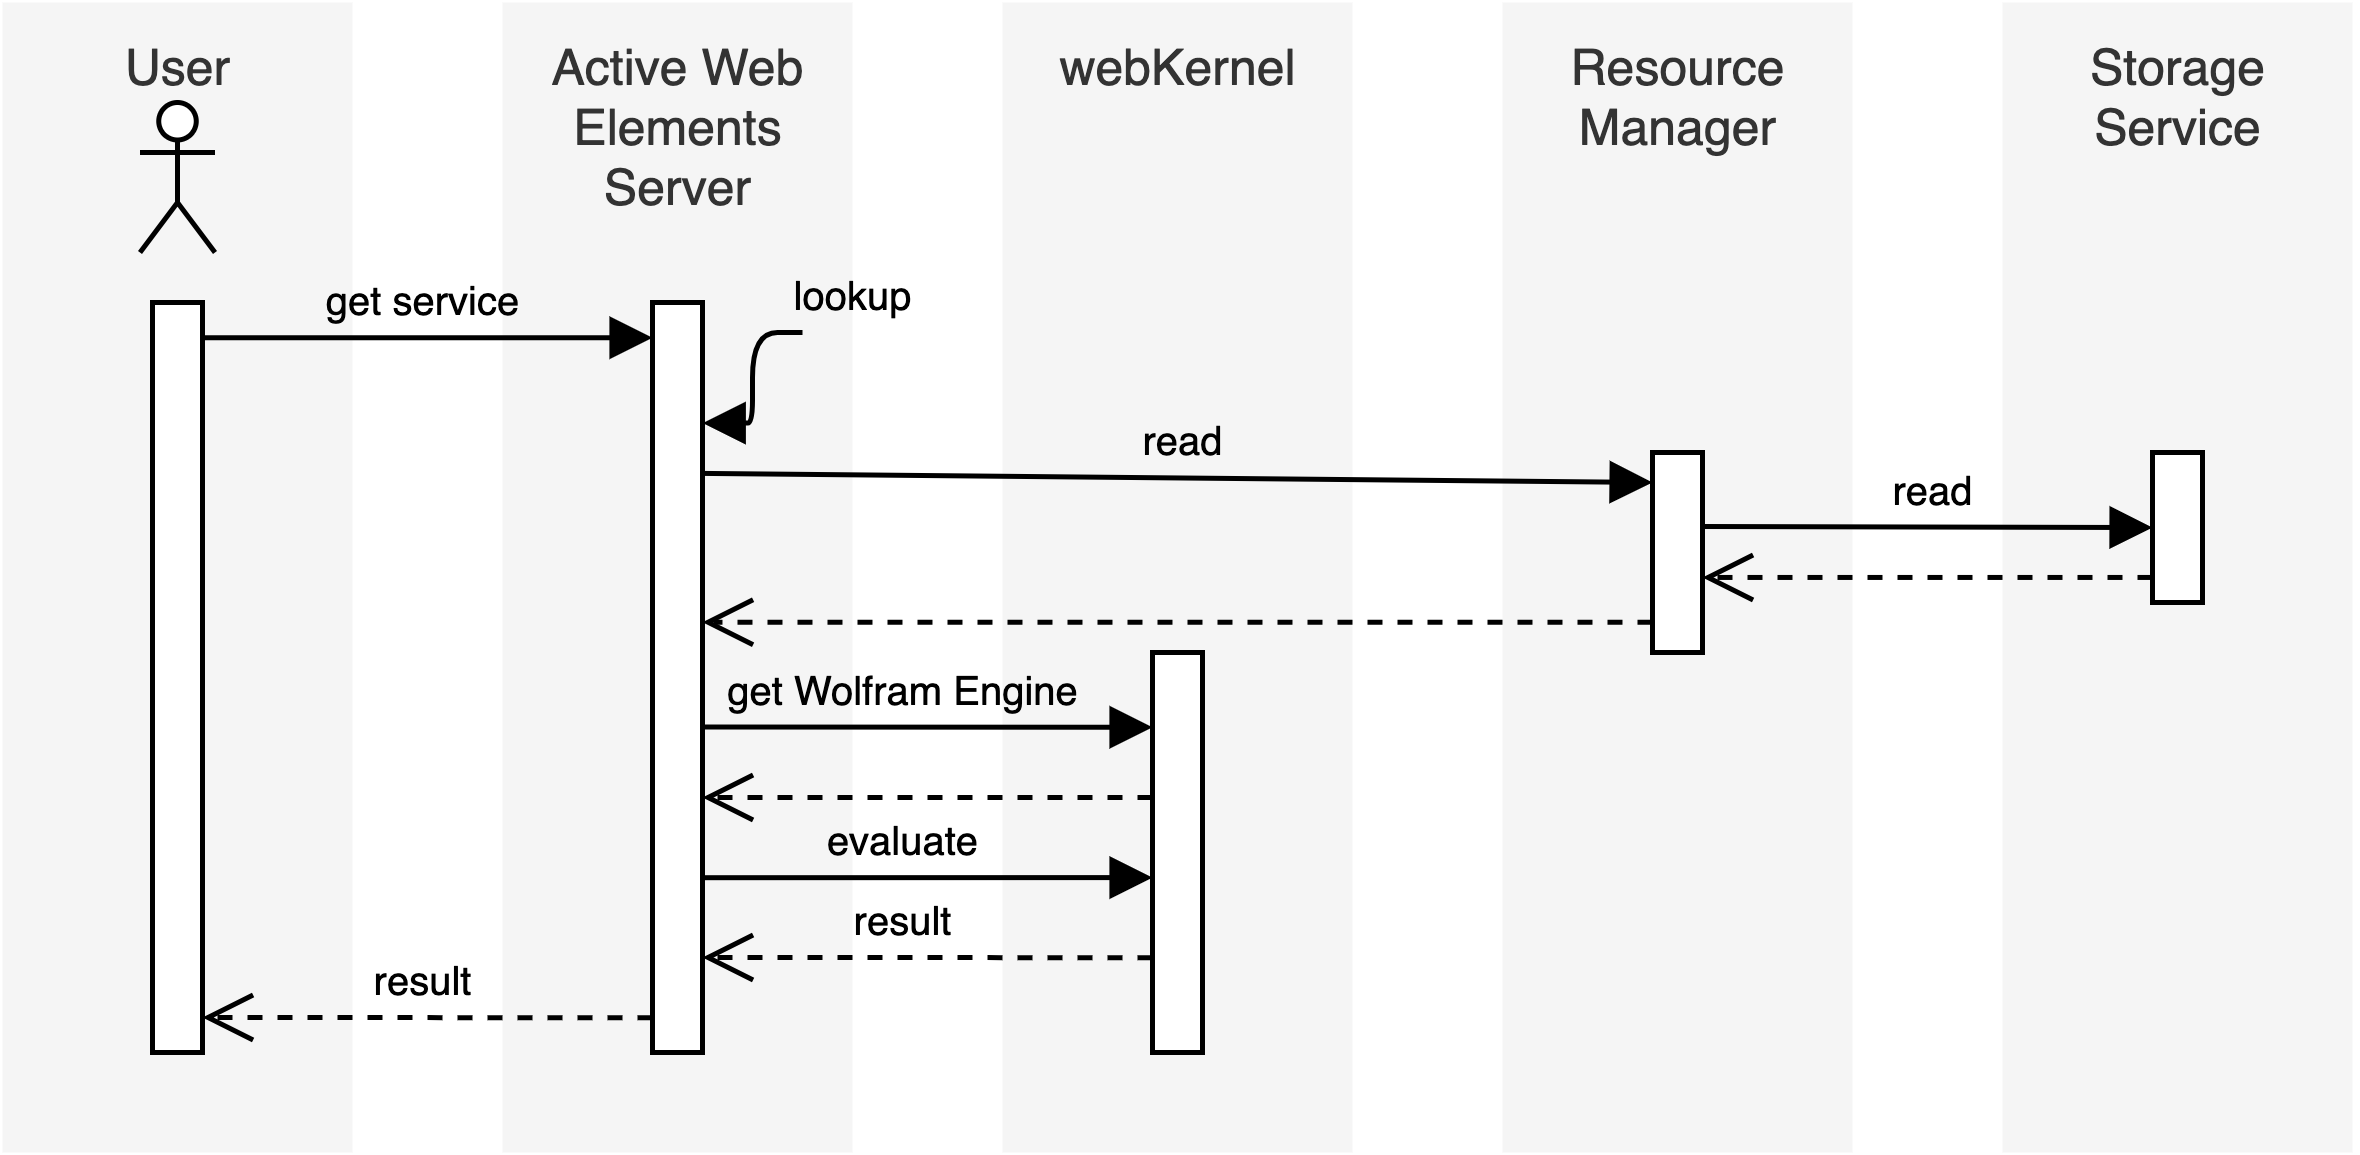 User
Active Web
Elements
Server
webKernel
Resource
Manager
Storage
Service
get service
lookup
read
read
get Wolfram Engine
evaluate
result
result